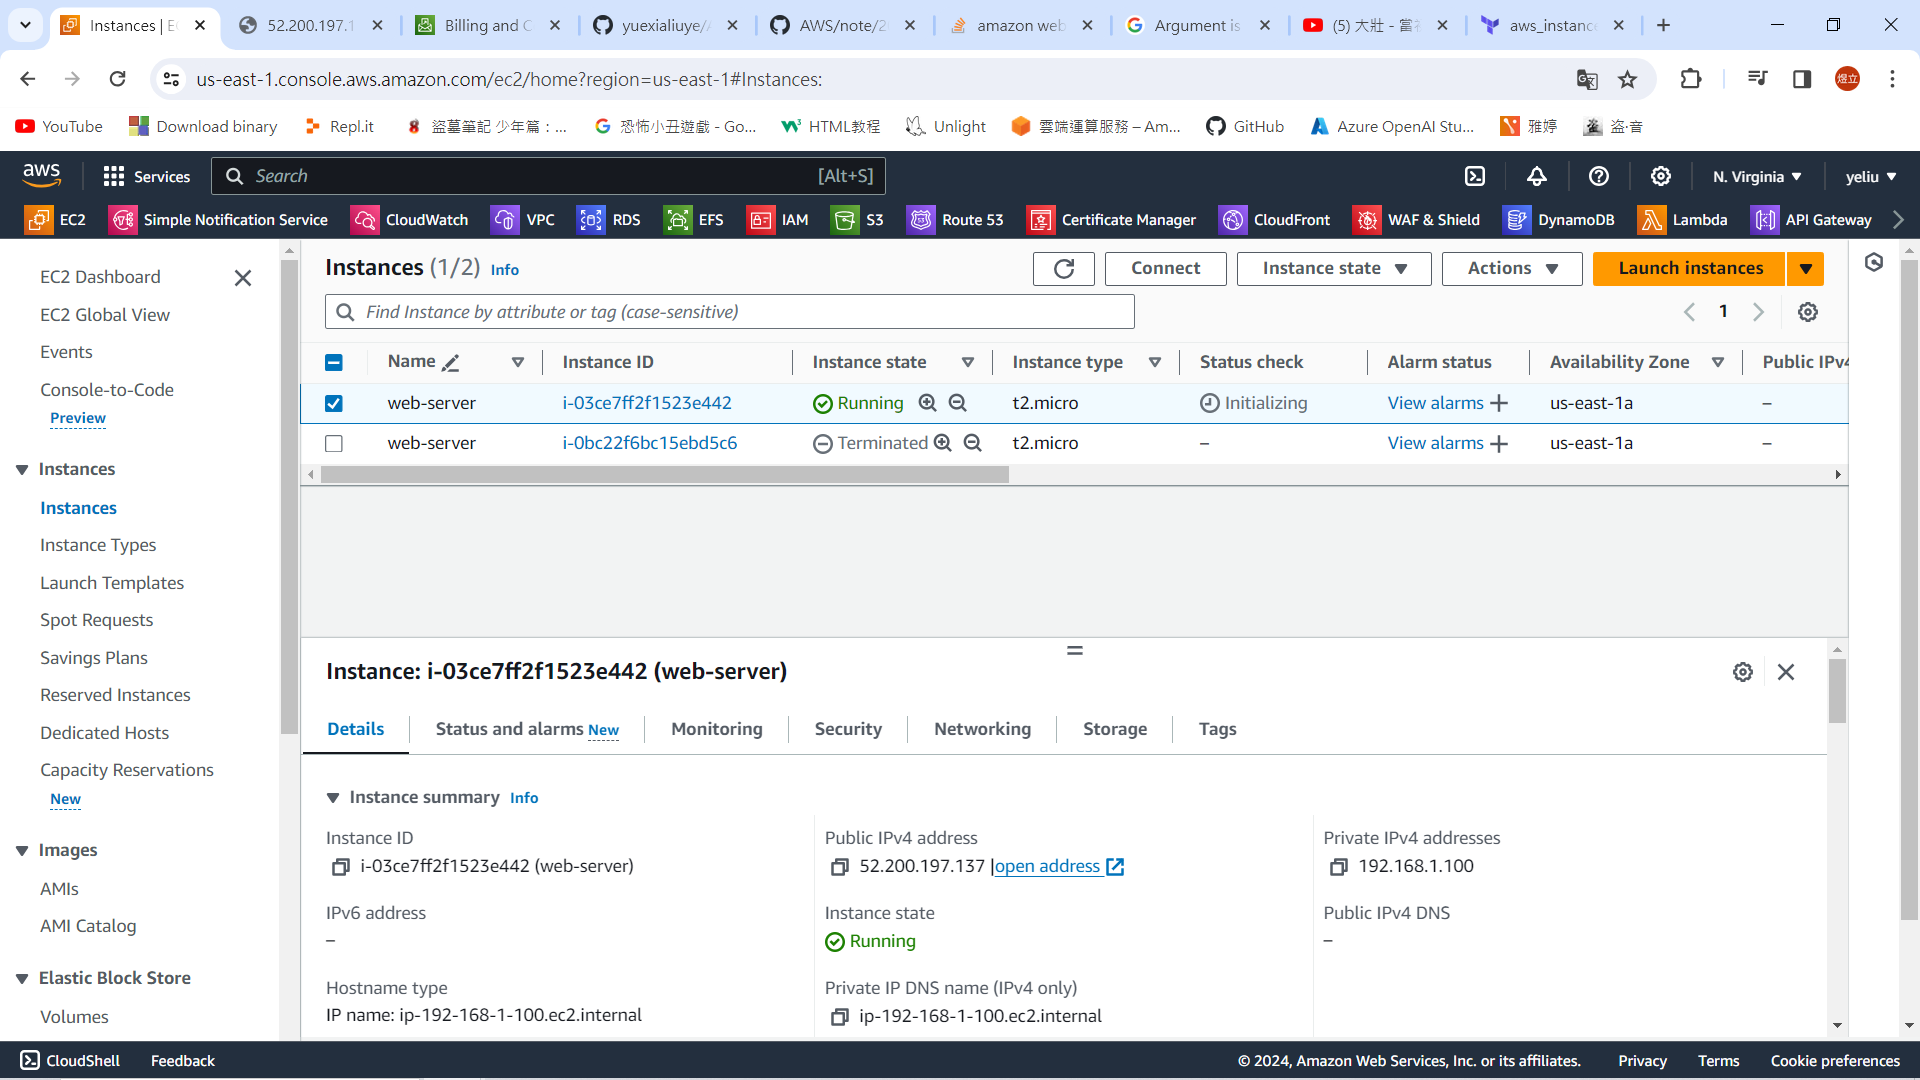 Instances | E
52.200.197.1
Billing and C
yuexialiuye/
AWS/note/2
amazon web
Argument is
(5) 大壯 - 當
aws_instanc
us-east-1.console.aws.amazon.com/ec2/home?region=us-east-1#Instances:
煜立
YouTube
Download binary
Repl.it
盜墓筆記 少年篇：...
恐怖小丑遊戲 - Go...
HTML教程
Unlight
雲端運算服務 – Am...
GitHub
Azure OpenAI Stu...
雅婷
盗·音
aws
Services
Search
[Alt+S]
N. Virginia
yeliu
EC2
Simple Notification Service
CloudWatch
VPC
RDS
EFS
IAM
S3
Route 53
Certificate Manager
CloudFront
WAF & Shield
DynamoDB
Lambda
API Gateway
EC2 Dashboard
EC2 Global View
Events
Console-to-Code
Preview
Instances
Instances
Instance Types
Launch Templates
Spot Requests
Savings Plans
Reserved Instances
Dedicated Hosts
Capacity Reservations
New
Images
AMIs
AMI Catalog
Elastic Block Store
Volumes
Instances (1/2) Info
Connect
Instance state
Actions
Launch instances
Find Instance by attribute or tag (case-sensitive)
1
Name Instance ID Instance state Instance type Status check Alarm status Availability Zone Public IPv4
web-server i-03ce7ff2f1523e442 Running t2.micro Initializing View alarms + us-east-1a –
web-server i-0bc22f6bc15ebd5c6 Terminated t2.micro – View alarms + us-east-1a –
Instance: i-03ce7ff2f1523e442 (web-server)
Details
Status and alarms New
Monitoring
Security
Networking
Storage
Tags
Instance summary Info
Instance ID
i-03ce7ff2f1523e442 (web-server)
Public IPv4 address
52.200.197.137 |open address
Private IPv4 addresses
192.168.1.100
IPv6 address
–
Instance state
Running
Public IPv4 DNS
–
Hostname type
IP name: ip-192-168-1-100.ec2.internal
Private IP DNS name (IPv4 only)
ip-192-168-1-100.ec2.internal
CloudShell
Feedback
© 2024, Amazon Web Services, Inc. or its affiliates.
Privacy
Terms
Cookie preferences